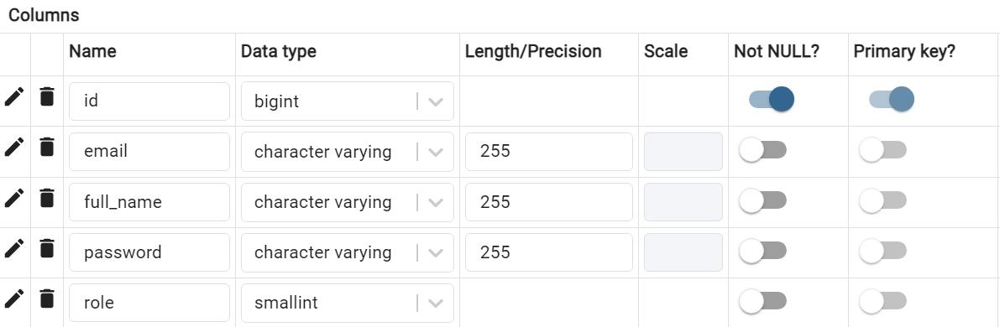 Columns
Name Data type Length/Precision Scale Not NULL? Primary key?
id bigint
email character varying 255
full_name character varying 255
password character varying 255
role smallint